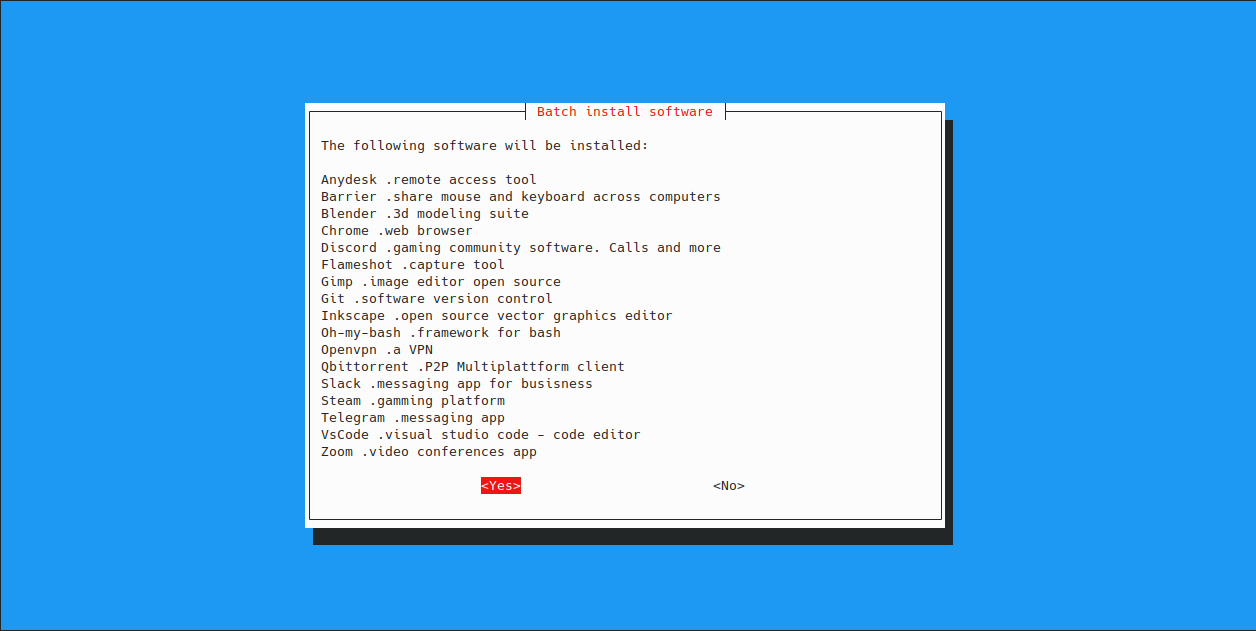 Batch install software
The following software will be installed:
Anydesk .remote access tool
Barrier .share mouse and keyboard across computers
Blender .3d modeling suite
Chrome .web browser
Discord .gaming community software. Calls and more
Flameshot .capture tool
Gimp .image editor open source
Git .software version control
Inkscape .open source vector graphics editor
Oh-my-bash .framework for bash
Openvpn .a VPN
Qbittorrent .P2P Multiplattform client
Slack .messaging app for busisness
Steam .gamming platform
Telegram .messaging app
VsCode .visual studio code - code editor
Zoom .video conferences app
<Yes> <No>